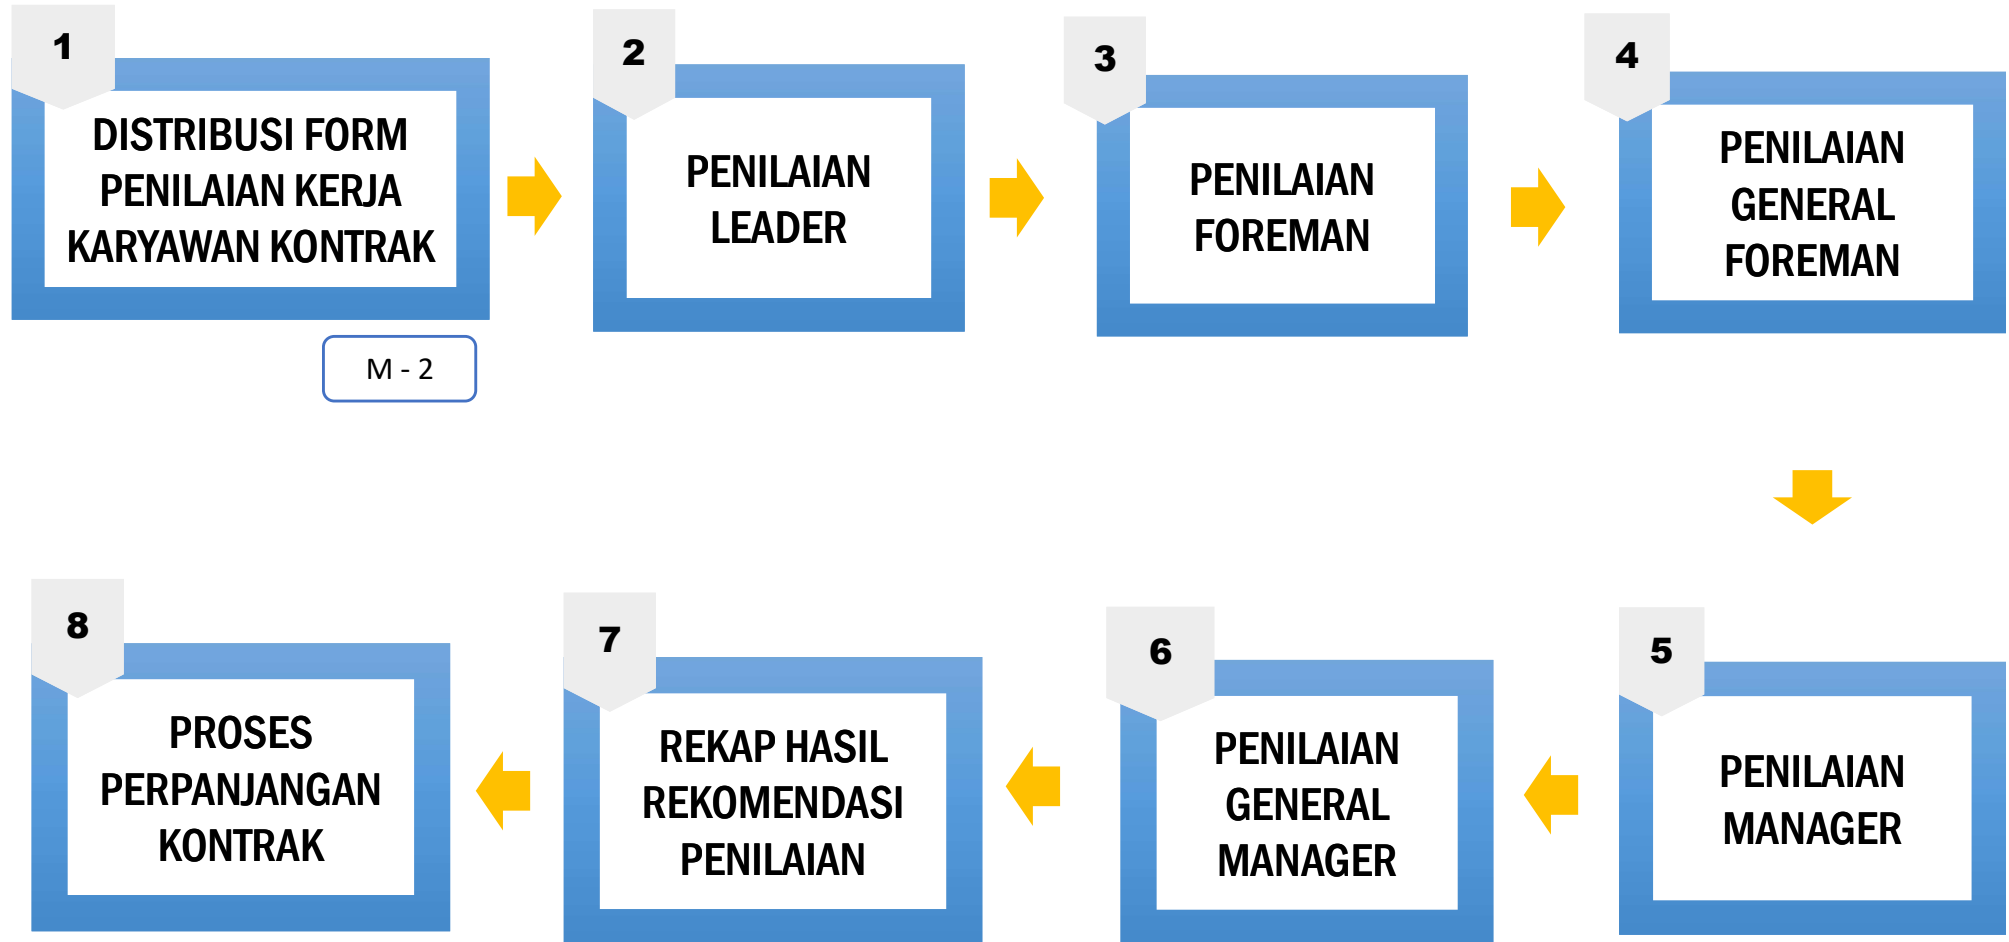 1
DISTRIBUSI FORM
PENILAIAN KERJA
KARYAWAN KONTRAK
M - 2
2
PENILAIAN
LEADER
3
PENILAIAN
FOREMAN
4
PENILAIAN
GENERAL
FOREMAN
5
PENILAIAN
MANAGER
6
PENILAIAN
GENERAL
MANAGER
7
REKAP HASIL
REKOMENDASI
PENILAIAN
8
PROSES
PERPANJANGAN
KONTRAK